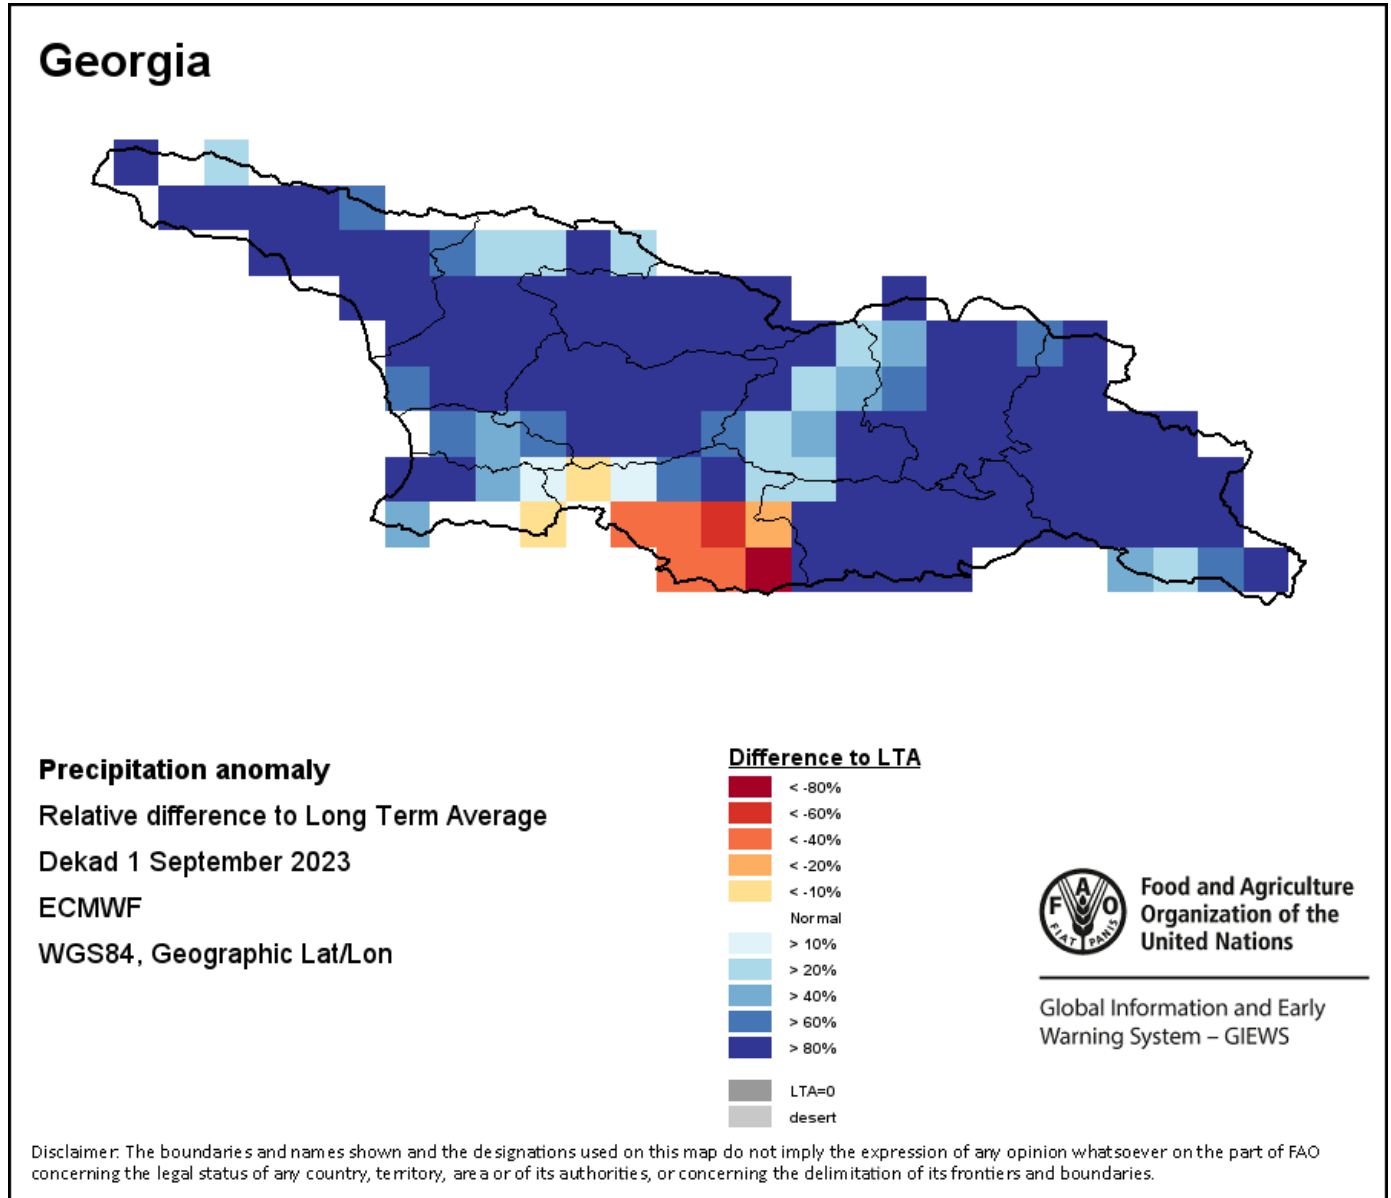 Georgia
Precipitation anomaly
Relative difference to Long Term Average
Dekad 1 September 2023
ECMWF
WGS84, Geographic Lat/Lon
Difference to LTA
< -80%
< -60%
< -40%
< -20%
< -10%
Normal
> 10%
> 20%
> 40%
> 60%
> 80%
LTA=0
desert
F A O
FIAT PANIS
Food and Agriculture
Organization of the
United Nations
Global Information and Early
Warning System – GIEWS
Disclaimer: The boundaries and names shown and the designations used on this map do not imply the expression of any opinion whatsoever on the part of FAO
concerning the legal status of any country, territory, area or of its authorities, or concerning the delimitation of its frontiers and boundaries.